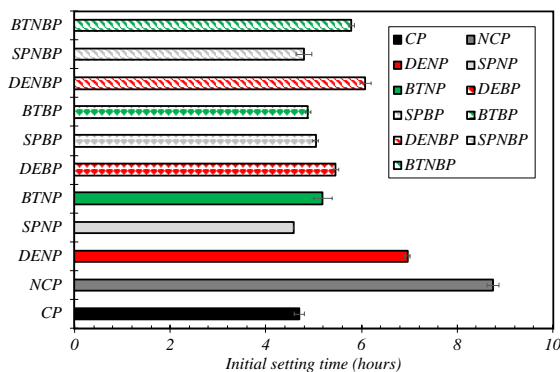 BTNBP
SPNBP
DENBP
BTBP
SPBP
DEBP
BTNP
SPNP
DENP
NCP
CP
CP NCP
DENP SPNP
BTNP DEBP
SPBP BTBP
DENBP SPNBP
BTNBP
0 2 4 6 8 10
Initial setting time (hours)